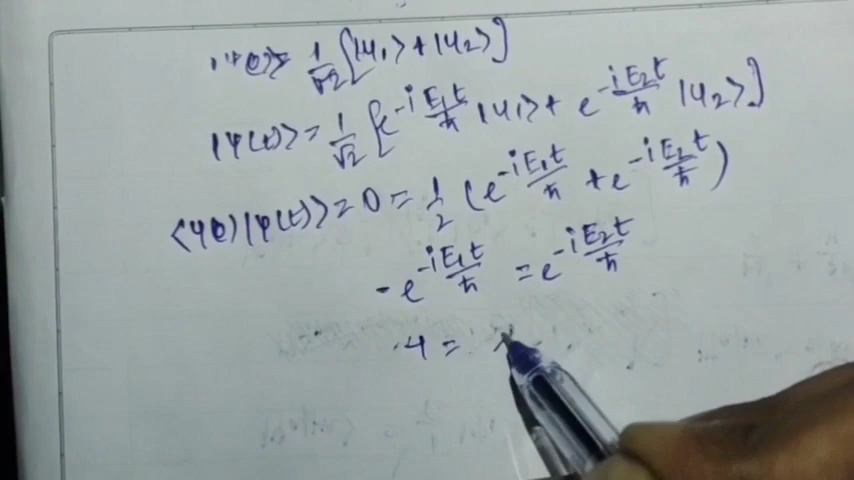 |ψ(0)> = 1/√2 [|ψ1> + |ψ2>]
|ψ(t)> = 1/√2 [e^{-iE1t/ħ} |ψ1> + e^{-iE2t/ħ} |ψ2>]
<ψ(0)|ψ(t)> = 0 = 1/2 (e^{-iE1t/ħ} + e^{-iE2t/ħ})
-e^{-iE1t/ħ} = e^{-iE2t/ħ}
-1 =